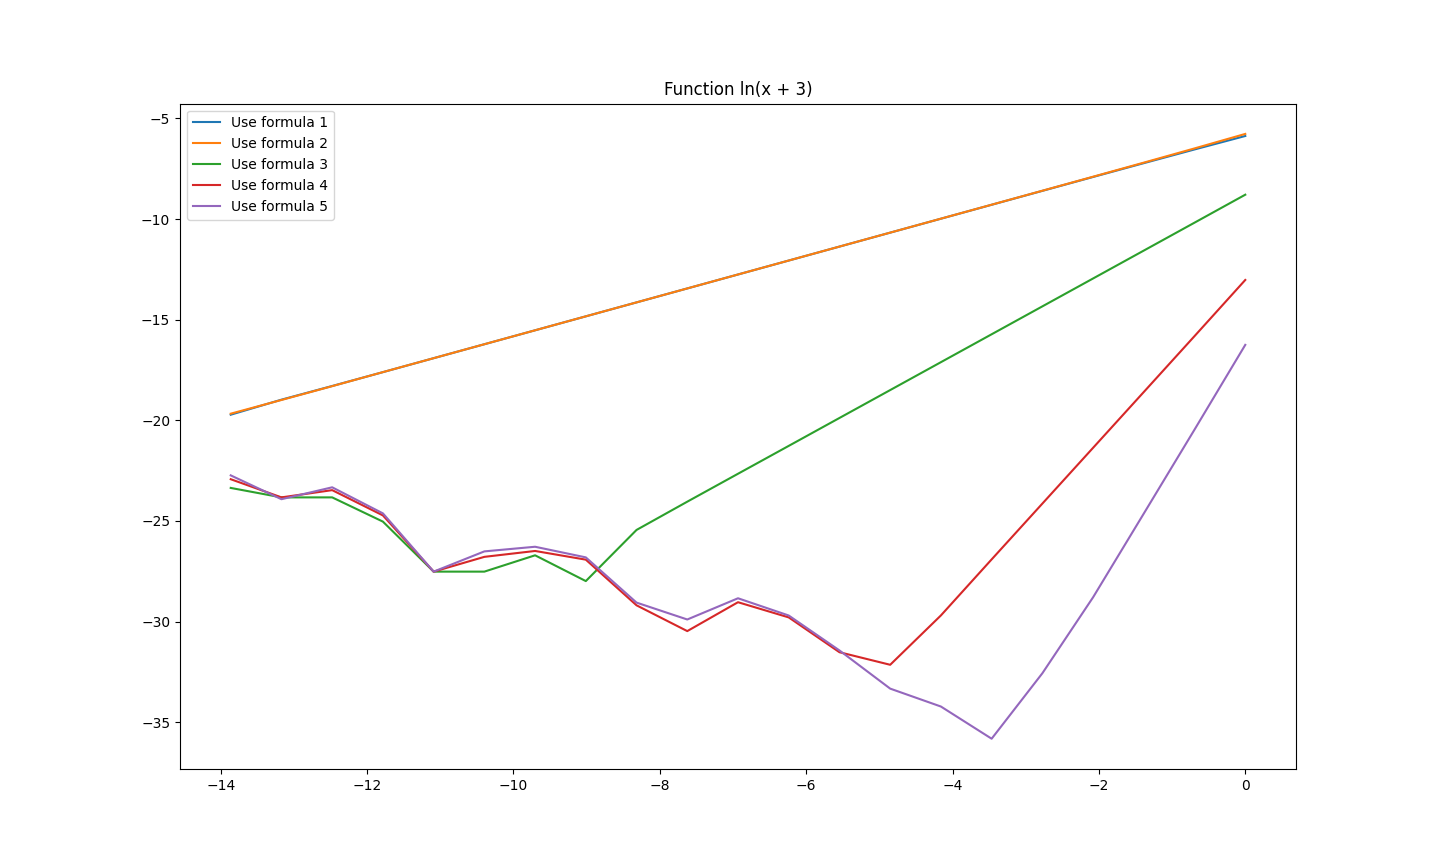 Function ln(x + 3)
Use formula 1
Use formula 2
Use formula 3
Use formula 4
Use formula 5
−5
−10
−15
−20
−25
−30
−35
−14 −12 −10 −8 −6 −4 −2 0